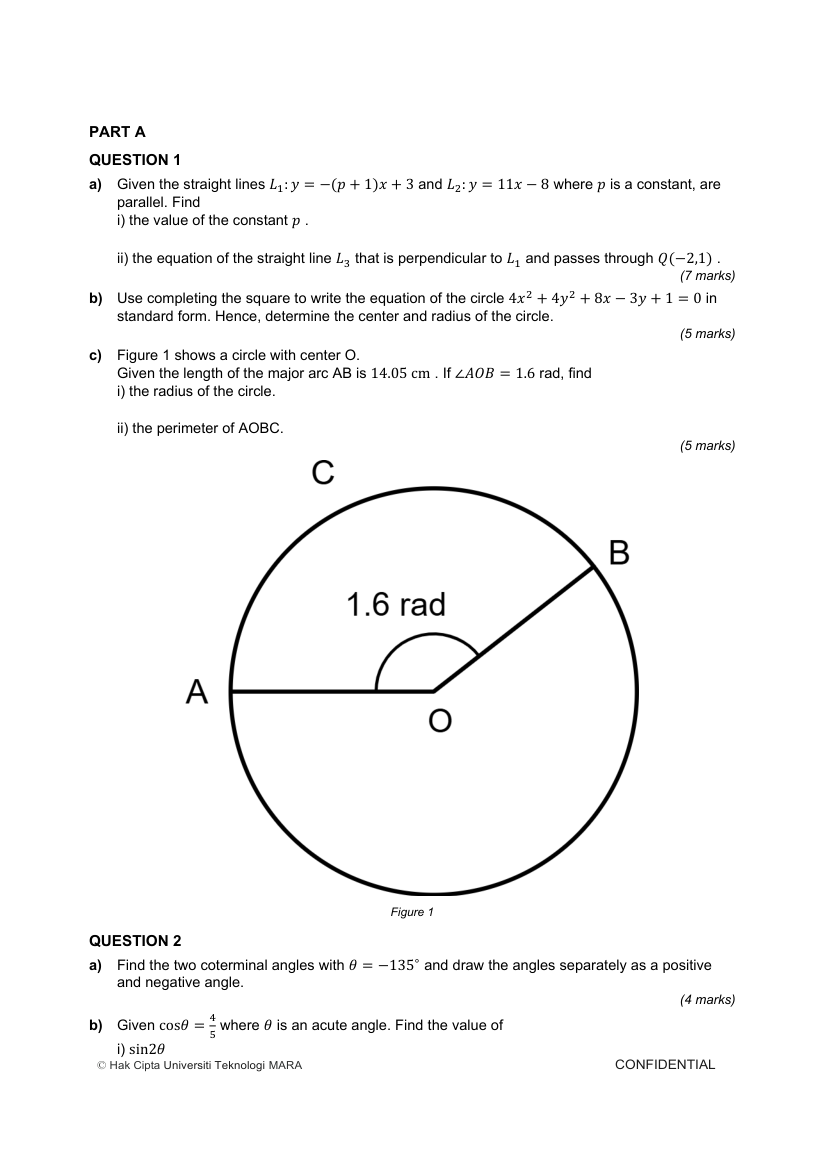 PART A
QUESTION 1
a) Given the straight lines L₁: y = −(p + 1)x + 3 and L₂: y = 11x − 8 where p is a constant, are
parallel. Find
i) the value of the constant p .
ii) the equation of the straight line L₃ that is perpendicular to L₁ and passes through Q(−2,1) .
(7 marks)
b) Use completing the square to write the equation of the circle 4x² + 4y² + 8x − 3y + 1 = 0 in
standard form. Hence, determine the center and radius of the circle.
(5 marks)
c) Figure 1 shows a circle with center O.
Given the length of the major arc AB is 14.05 cm . If ∠AOB = 1.6 rad, find
i) the radius of the circle.
ii) the perimeter of AOBC.
(5 marks)
C
B
1.6 rad
A
O
Figure 1
QUESTION 2
a) Find the two coterminal angles with θ = −135° and draw the angles separately as a positive
and negative angle.
(4 marks)
b) Given cosθ = 4/5 where θ is an acute angle. Find the value of
i) sin2θ
© Hak Cipta Universiti Teknologi MARA CONFIDENTIAL